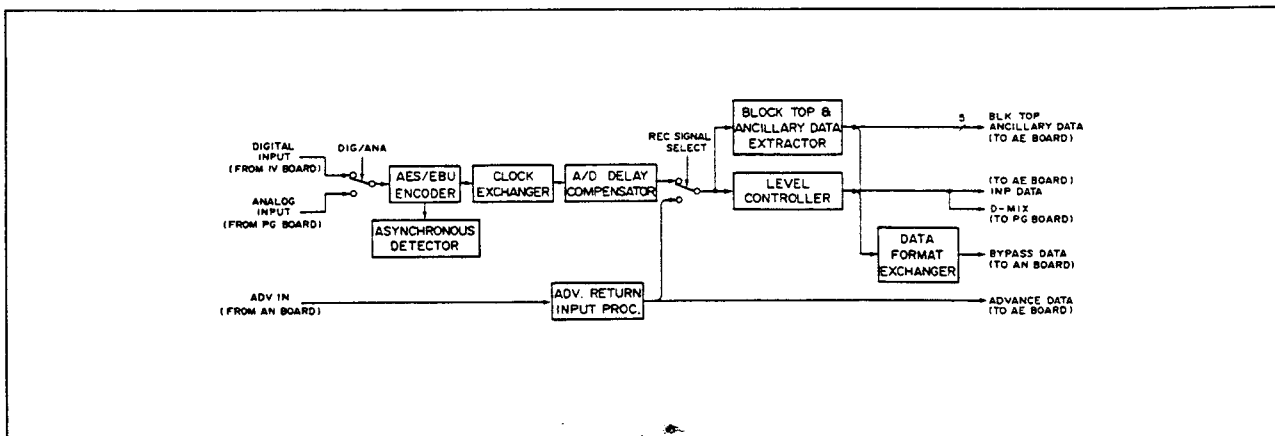 BLOCK TOP &
ANCILLARY DATA
EXTRACTOR
5
BLK TOP
ANCILLARY DATA
(TO AE BOARD)
DIGITAL
INPUT
(FROM IV BOARD)
DIG/ANA
REC SIGNAL
SELECT
AES/EBU
ENCODER
CLOCK
EXCHANGER
A/D DELAY
COMPENSATOR
LEVEL
CONTROLLER
(TO AE BOARD)
INP DATA
D-MIX
(TO PG BOARD)
ANALOG
INPUT
(FROM PG BOARD)
ASYNCHRONOUS
DETECTOR
DATA
FORMAT
EXCHANGER
BYPASS DATA
(TO AN BOARD)
ADV IN
(FROM AN BOARD)
ADV. RETURN
INPUT PROC.
ADVANCE DATA
(TO AE BOARD)